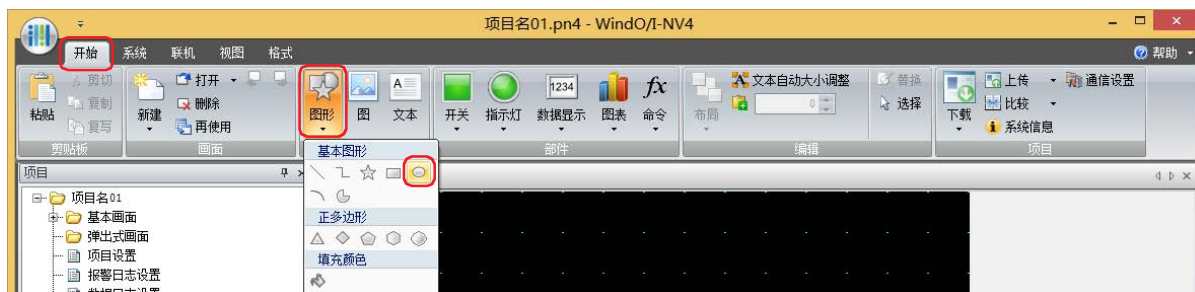 项目名01.pn4 - WindO/I-NV4
开始 系统 联机 视图 格式 帮助
粘贴 剪切 复制 复写 剪贴板
新建 打开 删除 再使用 画面
图形 图 文本
开关 指示灯 1234 数据显示 图表 fx 命令 部件
布局 文本自动大小调整 0 替换 选择 编辑
下载 上传 比较 系统信息 通信设置 项目
基本图形
正多边形
填充颜色
项目
项目名01
基本画面
弹出式画面
项目设置
报警日志设置
数据日志设置